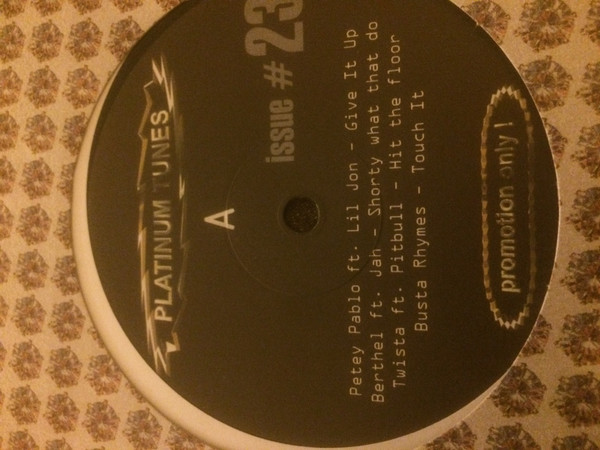 PLATINUM TUNES
issue # 23
A
Petey Pablo ft. Lil Jon - Give It Up
Berthel ft. Jah - Shorty what that do
Twista ft. Pitbull - Hit the floor
Busta Rhymes - Touch It
promotion only !